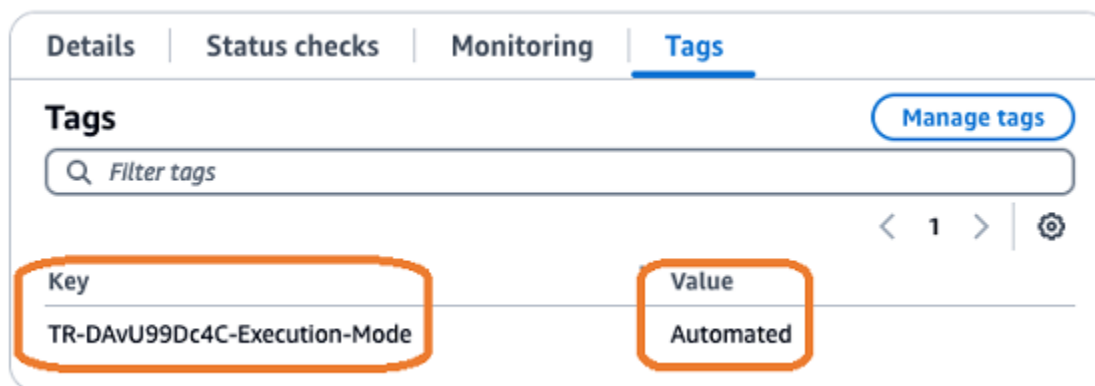 Details Status checks Monitoring Tags
Tags
Manage tags
Filter tags
1
Key Value
TR-DAvU99Dc4C-Execution-Mode Automated